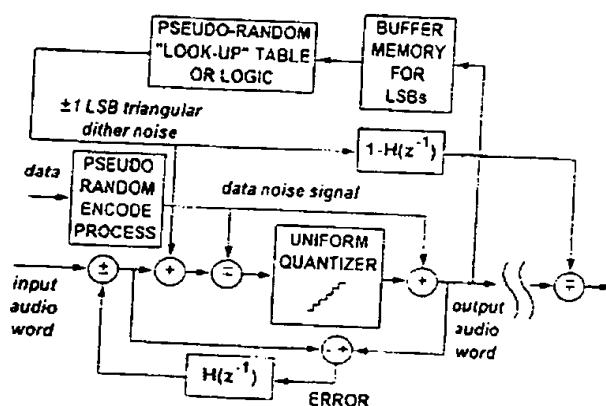 PSEUDO-RANDOM
"LOOK-UP" TABLE
OR LOGIC
BUFFER
MEMORY
FOR
LSBs
±1 LSB triangular
dither noise
1-H(z⁻¹)
data
PSEUDO
RANDOM
ENCODE
PROCESS
data noise signal
UNIFORM
QUANTIZER
input
audio
word
±
+
∓
+
output
audio
word
∓
- +
H(z⁻¹)
ERROR